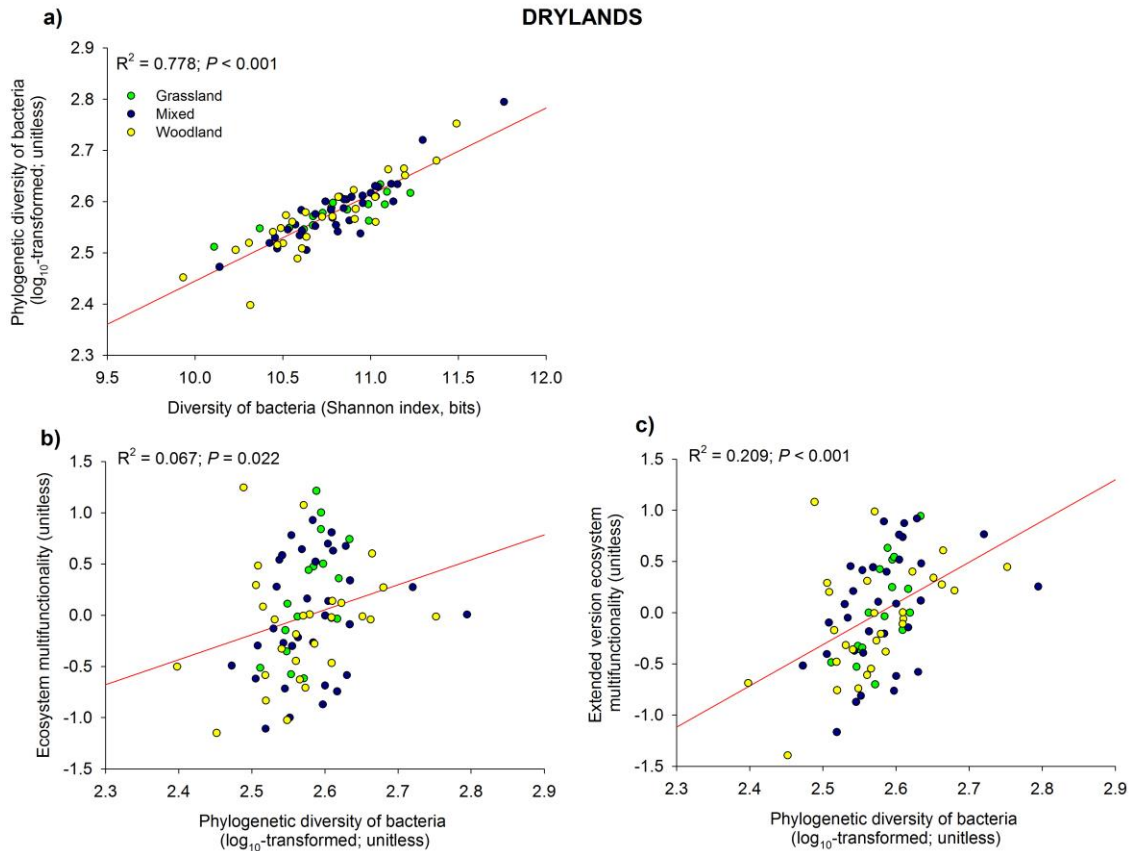 DRYLANDS
a)
R² = 0.778; P < 0.001
Grassland
Mixed
Woodland
Phylogenetic diversity of bacteria
(log₁₀-transformed; unitless)
2.9
2.8
2.7
2.6
2.5
2.4
2.3
9.5 10.0 10.5 11.0 11.5 12.0
Diversity of bacteria (Shannon index, bits)
b)
R² = 0.067; P = 0.022
Ecosystem multifunctionality (unitless)
1.5
1.0
0.5
0.0
-0.5
-1.0
-1.5
2.3 2.4 2.5 2.6 2.7 2.8 2.9
Phylogenetic diversity of bacteria
(log₁₀-transformed; unitless)
c)
R² = 0.209; P < 0.001
Extended version ecosystem
multifunctionality (unitless)
1.5
1.0
0.5
0.0
-0.5
-1.0
-1.5
2.3 2.4 2.5 2.6 2.7 2.8 2.9
Phylogenetic diversity of bacteria
(log₁₀-transformed; unitless)